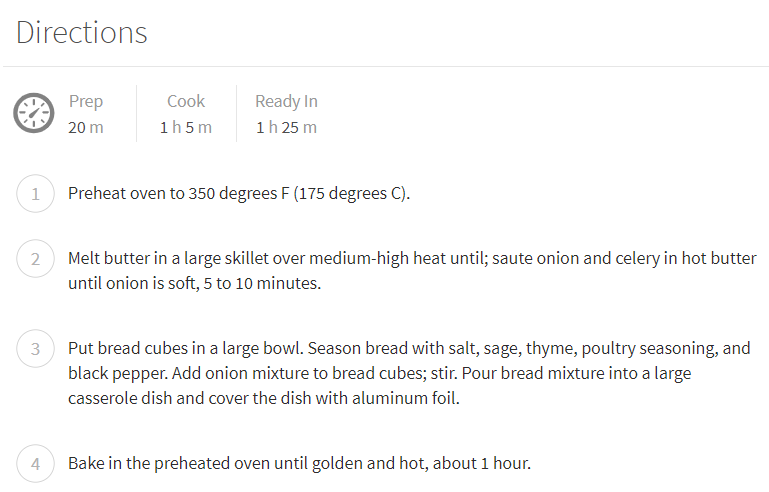 Directions
Prep Cook Ready In
20 m 1 h 5 m 1 h 25 m
1 Preheat oven to 350 degrees F (175 degrees C).
2 Melt butter in a large skillet over medium-high heat until; saute onion and celery in hot butter
until onion is soft, 5 to 10 minutes.
3 Put bread cubes in a large bowl. Season bread with salt, sage, thyme, poultry seasoning, and
black pepper. Add onion mixture to bread cubes; stir. Pour bread mixture into a large
casserole dish and cover the dish with aluminum foil.
4 Bake in the preheated oven until golden and hot, about 1 hour.